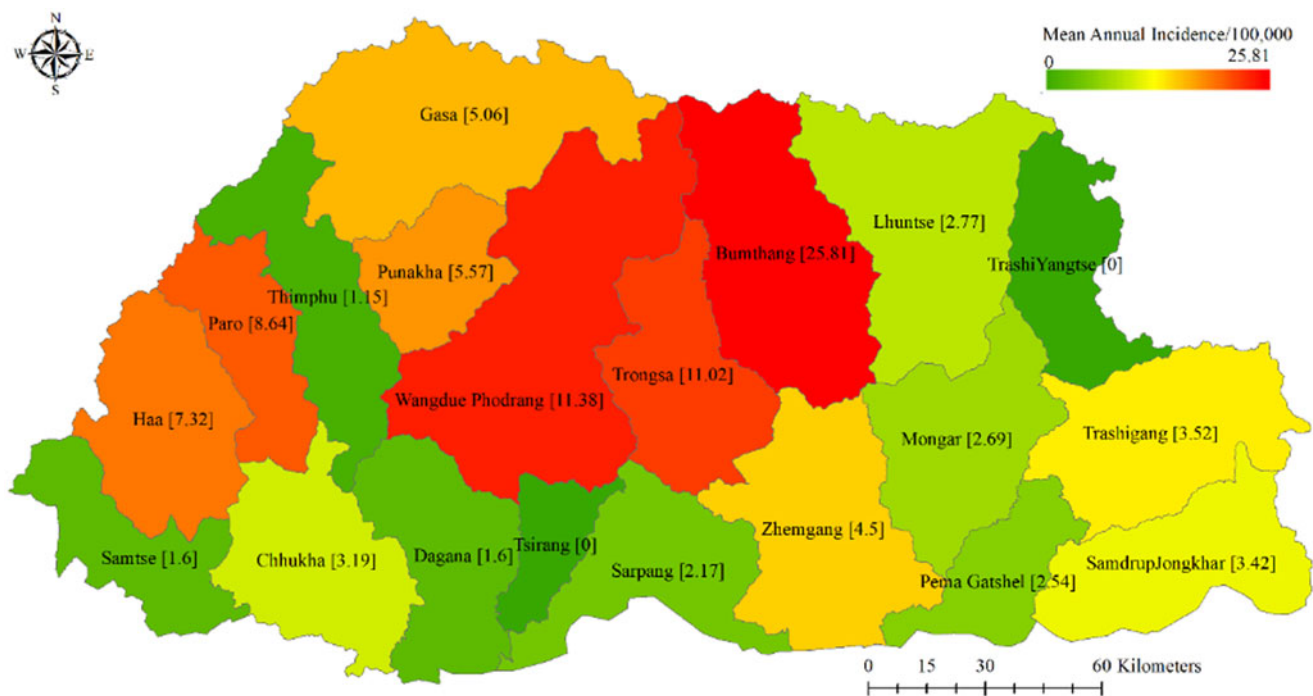 N
W E
S
Mean Annual Incidence/100,000
0 25.81
Gasa [5.06]
Lhuntse [2.77]
Bumthang [25.81]
TrashiYangtse [0]
Punakha [5.57]
Thimphu [1.15]
Paro [8.64]
Trongsa [11.02]
Wangdue Phodrang [11.38]
Haa [7.32]
Mongar [2.69]
Trashigang [3.52]
Zhemgang [4.5]
Tsirang [0]
Samtse [1.6]
Chhukha [3.19]
Dagana [1.6]
Sarpang [2.17]
Pema Gatshel [2.54]
SamdrupJongkhar [3.42]
0 15 30 60 Kilometers